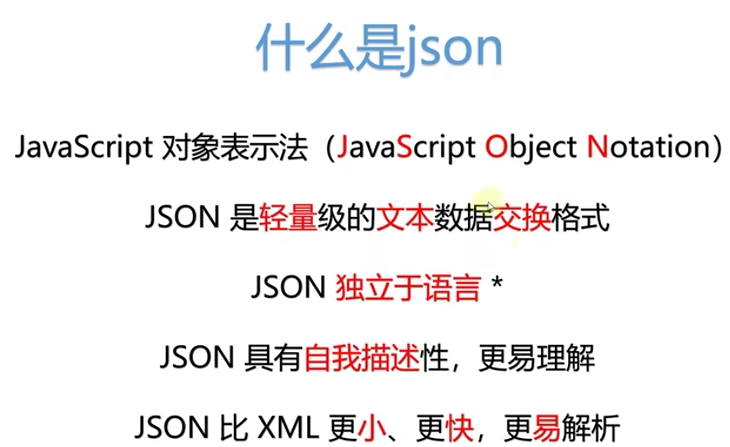 什么是json
JavaScript 对象表示法（JavaScript Object Notation）
JSON 是轻量级的文本数据交换格式
JSON 独立于语言 *
JSON 具有自我描述性，更易理解
JSON 比 XML 更小、更快，更易解析